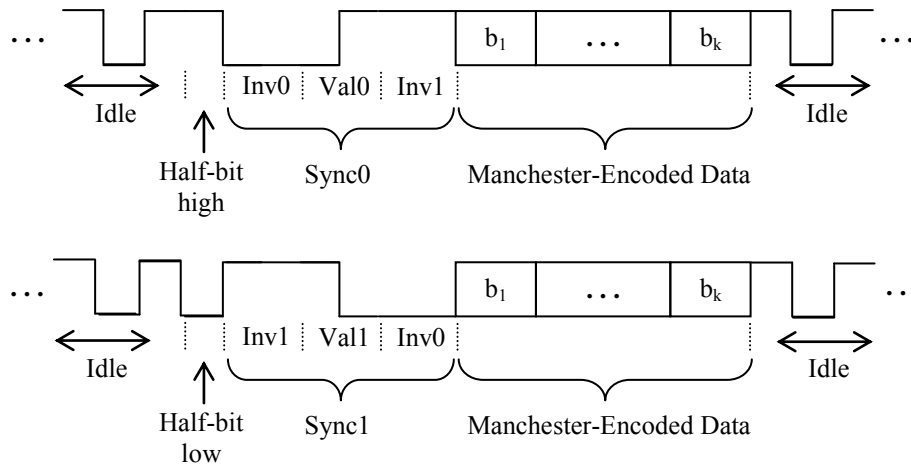 ... b₁ ... bₖ ...
Inv0 Val0 Inv1
Idle Idle
Half-bit high Sync0 Manchester-Encoded Data
... b₁ ... bₖ ...
Inv1 Val1 Inv0
Idle Idle
Half-bit low Sync1 Manchester-Encoded Data